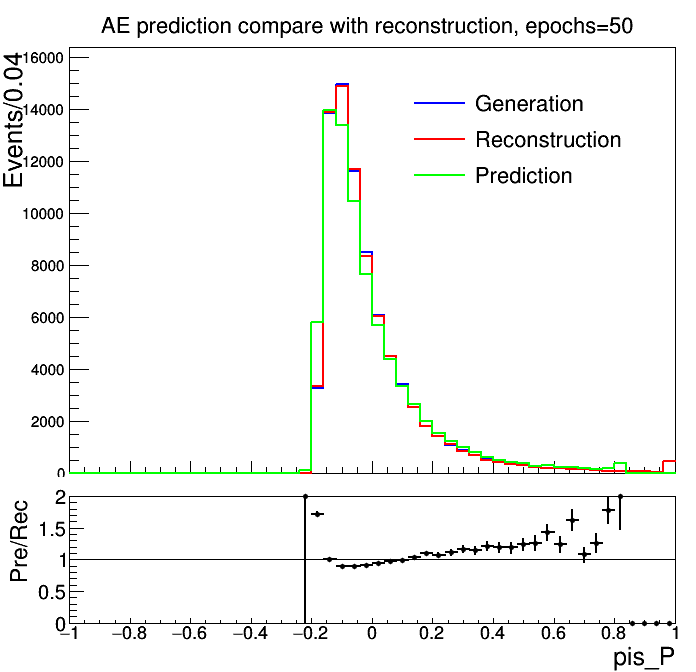 AE prediction compare with reconstruction, epochs=50
Events/0.04
16000
14000
12000
10000
8000
6000
4000
2000
0
Generation
Reconstruction
Prediction
Pre/Rec
2
1.5
1
0.5
0
−1 −0.8 −0.6 −0.4 −0.2 0 0.2 0.4 0.6 0.8 1
pis_P